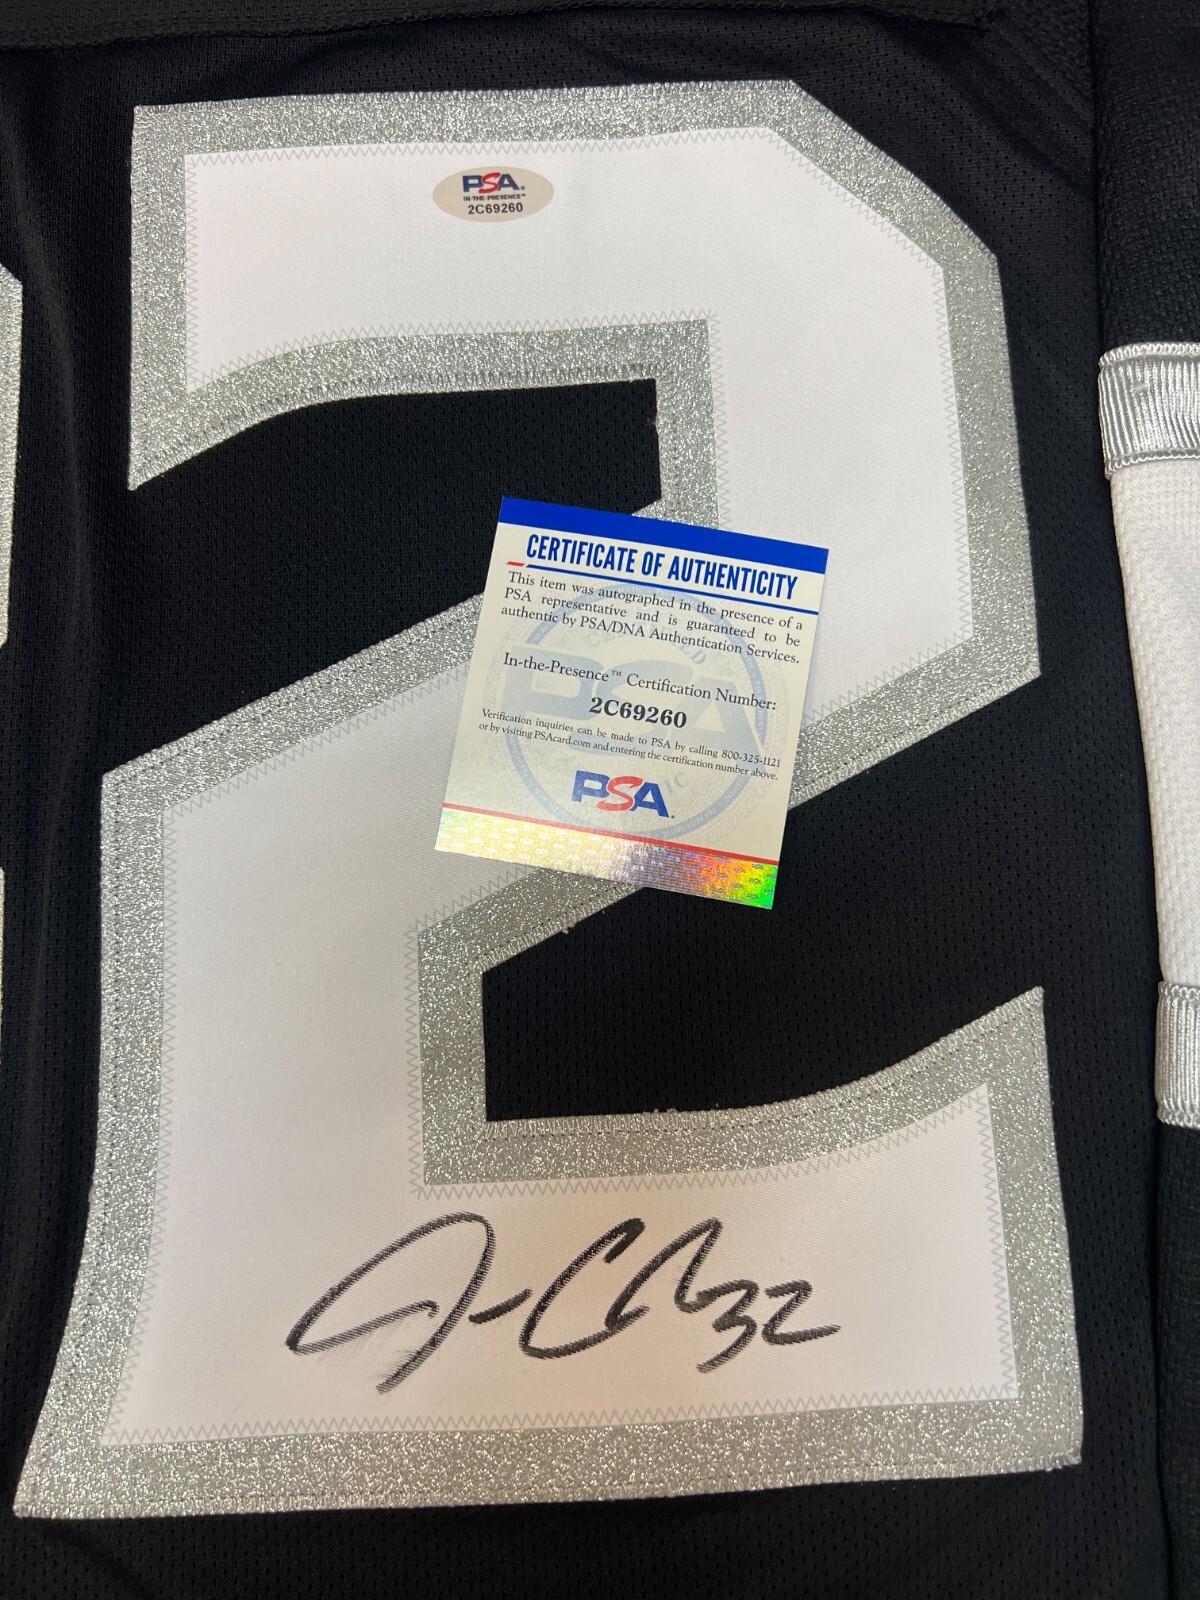 PSA.
IN-THE-PRESENCE™
2C69260
CERTIFICATE OF AUTHENTICITY
This item was autographed in the presence of a
PSA representative and is guaranteed to be
authentic by PSA/DNA Authentication Services.
In-the-Presence™ Certification Number:
2C69260
Verification inquiries can be made to PSA by calling 800-325-1121
or by visiting PSAcard.com and entering the certification number above.
PSA.
2
32